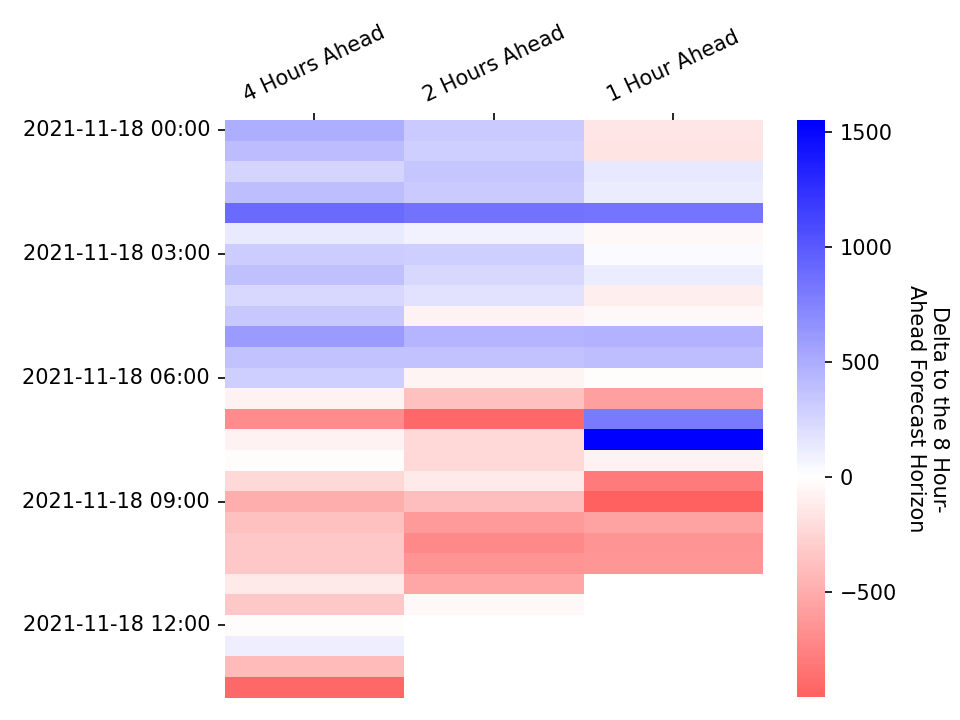 4 Hours Ahead
2 Hours Ahead
1 Hour Ahead
2021-11-18 00:00
2021-11-18 03:00
2021-11-18 06:00
2021-11-18 09:00
2021-11-18 12:00
1500
1000
500
0
−500
Delta to the 8 Hour-
Ahead Forecast Horizon